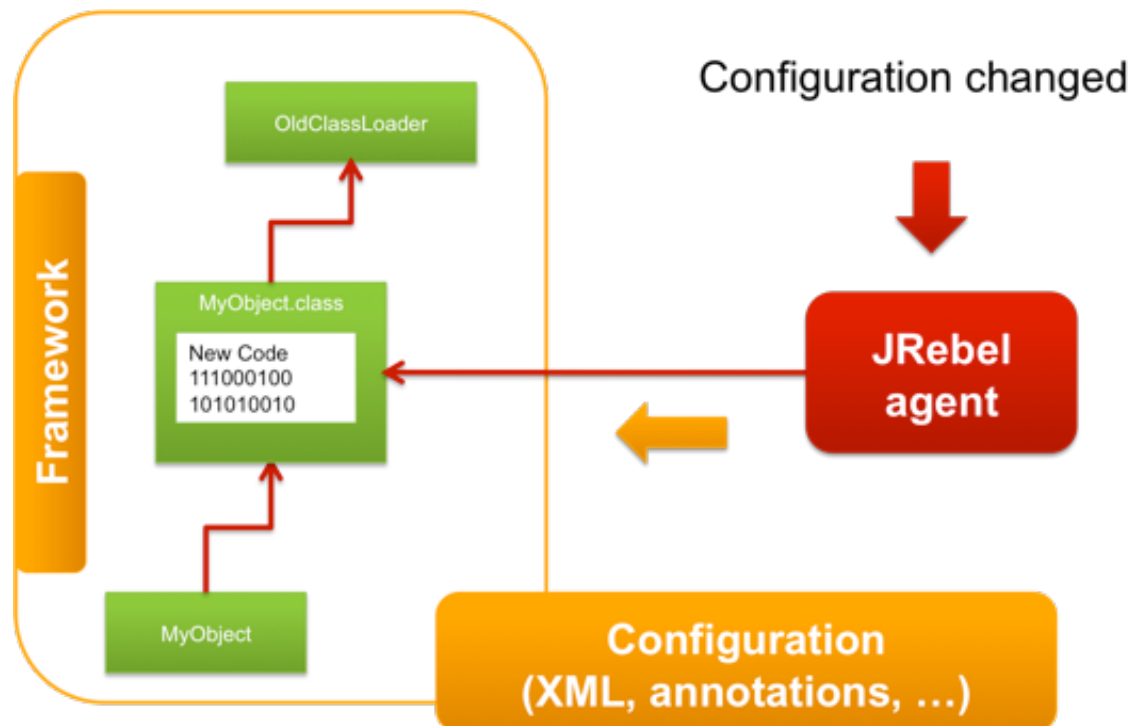 Configuration changed
OldClassLoader
Framework
MyObject.class
New Code
111000100
101010010
JRebel
agent
MyObject
Configuration
(XML, annotations, …)